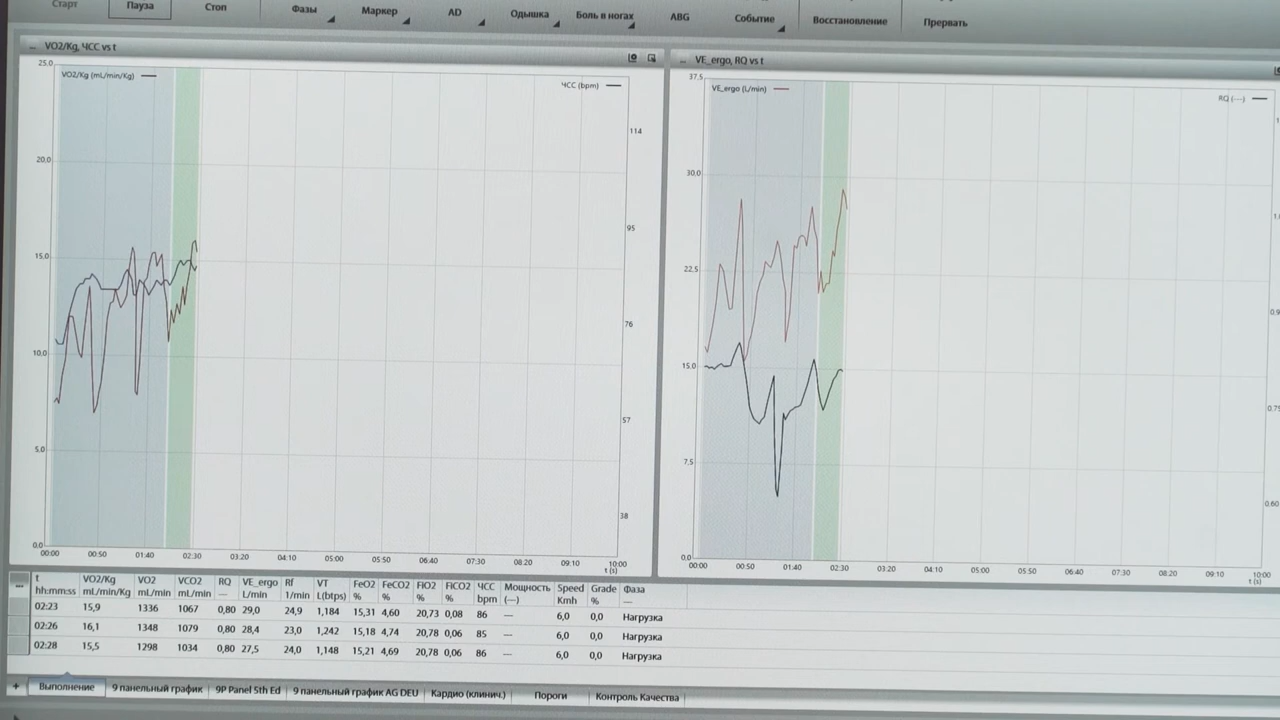 Старт Пауза Стоп Фазы Маркер AD Одышка Боль в ногах ABG Событие Восстановление Прервать
VO2/Kg, ЧСС vs t
VO2/Kg (mL/min/Kg) ЧСС (bpm)
25,0
20,0
15,0
10,0
5,0
0,0
114
95
76
57
38
00:00 00:50 01:40 02:30 03:20 04:10 05:00 05:50 06:40 07:30 08:20 09:10 10:00
t (s)
VE_ergo, RQ vs t
VE_ergo (L/min) RQ (---)
37,5
30,0
22,5
15,0
7,5
0,0
0,60
00:00 00:50 01:40 02:30 03:20 04:10 05:00 05:50 06:40 07:30 08:20 09:10 10:00
t (s)
t VO2/Kg VO2 VCO2 RQ VE_ergo Rf VT FeO2 FeCO2 FiO2 FiCO2 ЧСС Мощность Speed Grade Фаза
hh:mm:ss mL/min/Kg mL/min mL/min --- L/min 1/min L(btps) % % % % bpm (---) Kmh % ---
02:23 15,9 1336 1067 0,80 29,0 24,9 1,184 15,31 4,60 20,73 0,08 86 --- 6,0 0,0 Нагрузка
02:26 16,1 1348 1079 0,80 28,4 23,0 1,242 15,18 4,74 20,78 0,06 85 --- 6,0 0,0 Нагрузка
02:28 15,5 1298 1034 0,80 27,5 24,0 1,148 15,21 4,69 20,78 0,06 86 --- 6,0 0,0 Нагрузка
+ Выполнение 9 панельный график 9P Panel 5th Ed 9 панельный график AG DEU Кардио (клинич.) Пороги Контроль Качества